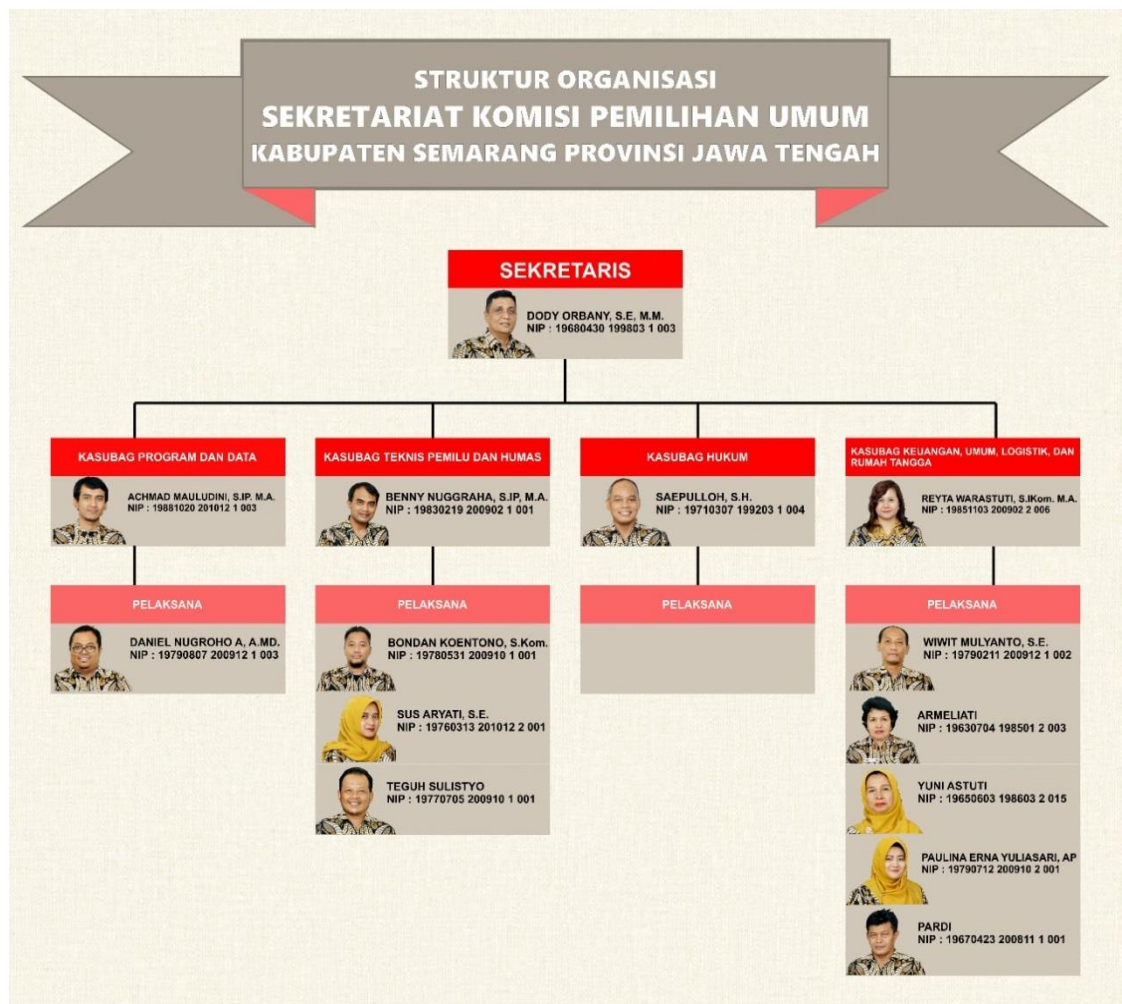 STRUKTUR ORGANISASI
SEKRETARIAT KOMISI PEMILIHAN UMUM
KABUPATEN SEMARANG PROVINSI JAWA TENGAH
SEKRETARIS
DODY ORBANY, S.E, M.M.
NIP : 19680430 199803 1 003
KASUBAG PROGRAM DAN DATA
ACHMAD MAULUDINI, S.IP. M.A.
NIP : 19881020 201012 1 003
PELAKSANA
DANIEL NUGROHO A, A.MD.
NIP : 19790807 200912 1 003
KASUBAG TEKNIS PEMILU DAN HUMAS
BENNY NUGGRAHA, S.IP, M.A.
NIP : 19830219 200902 1 001
PELAKSANA
BONDAN KOENTONO, S.Kom.
NIP : 19780531 200910 1 001
SUS ARYATI, S.E.
NIP : 19760313 201012 2 001
TEGUH SULISTYO
NIP : 19770705 200910 1 001
KASUBAG HUKUM
SAEPULLOH, S.H.
NIP : 19710307 199203 1 004
PELAKSANA
KASUBAG KEUANGAN, UMUM, LOGISTIK, DAN
RUMAH TANGGA
REYTA WARASTUTI, S.IKom. M.A.
NIP : 19851103 200902 2 006
PELAKSANA
WIWIT MULYANTO, S.E.
NIP : 19790211 200912 1 002
ARMELIATI
NIP : 19630704 198501 2 003
YUNI ASTUTI
NIP : 19650603 198603 2 015
PAULINA ERNA YULIASARI, AP
NIP : 19790712 200910 2 001
PARDI
NIP : 19670423 200811 1 001